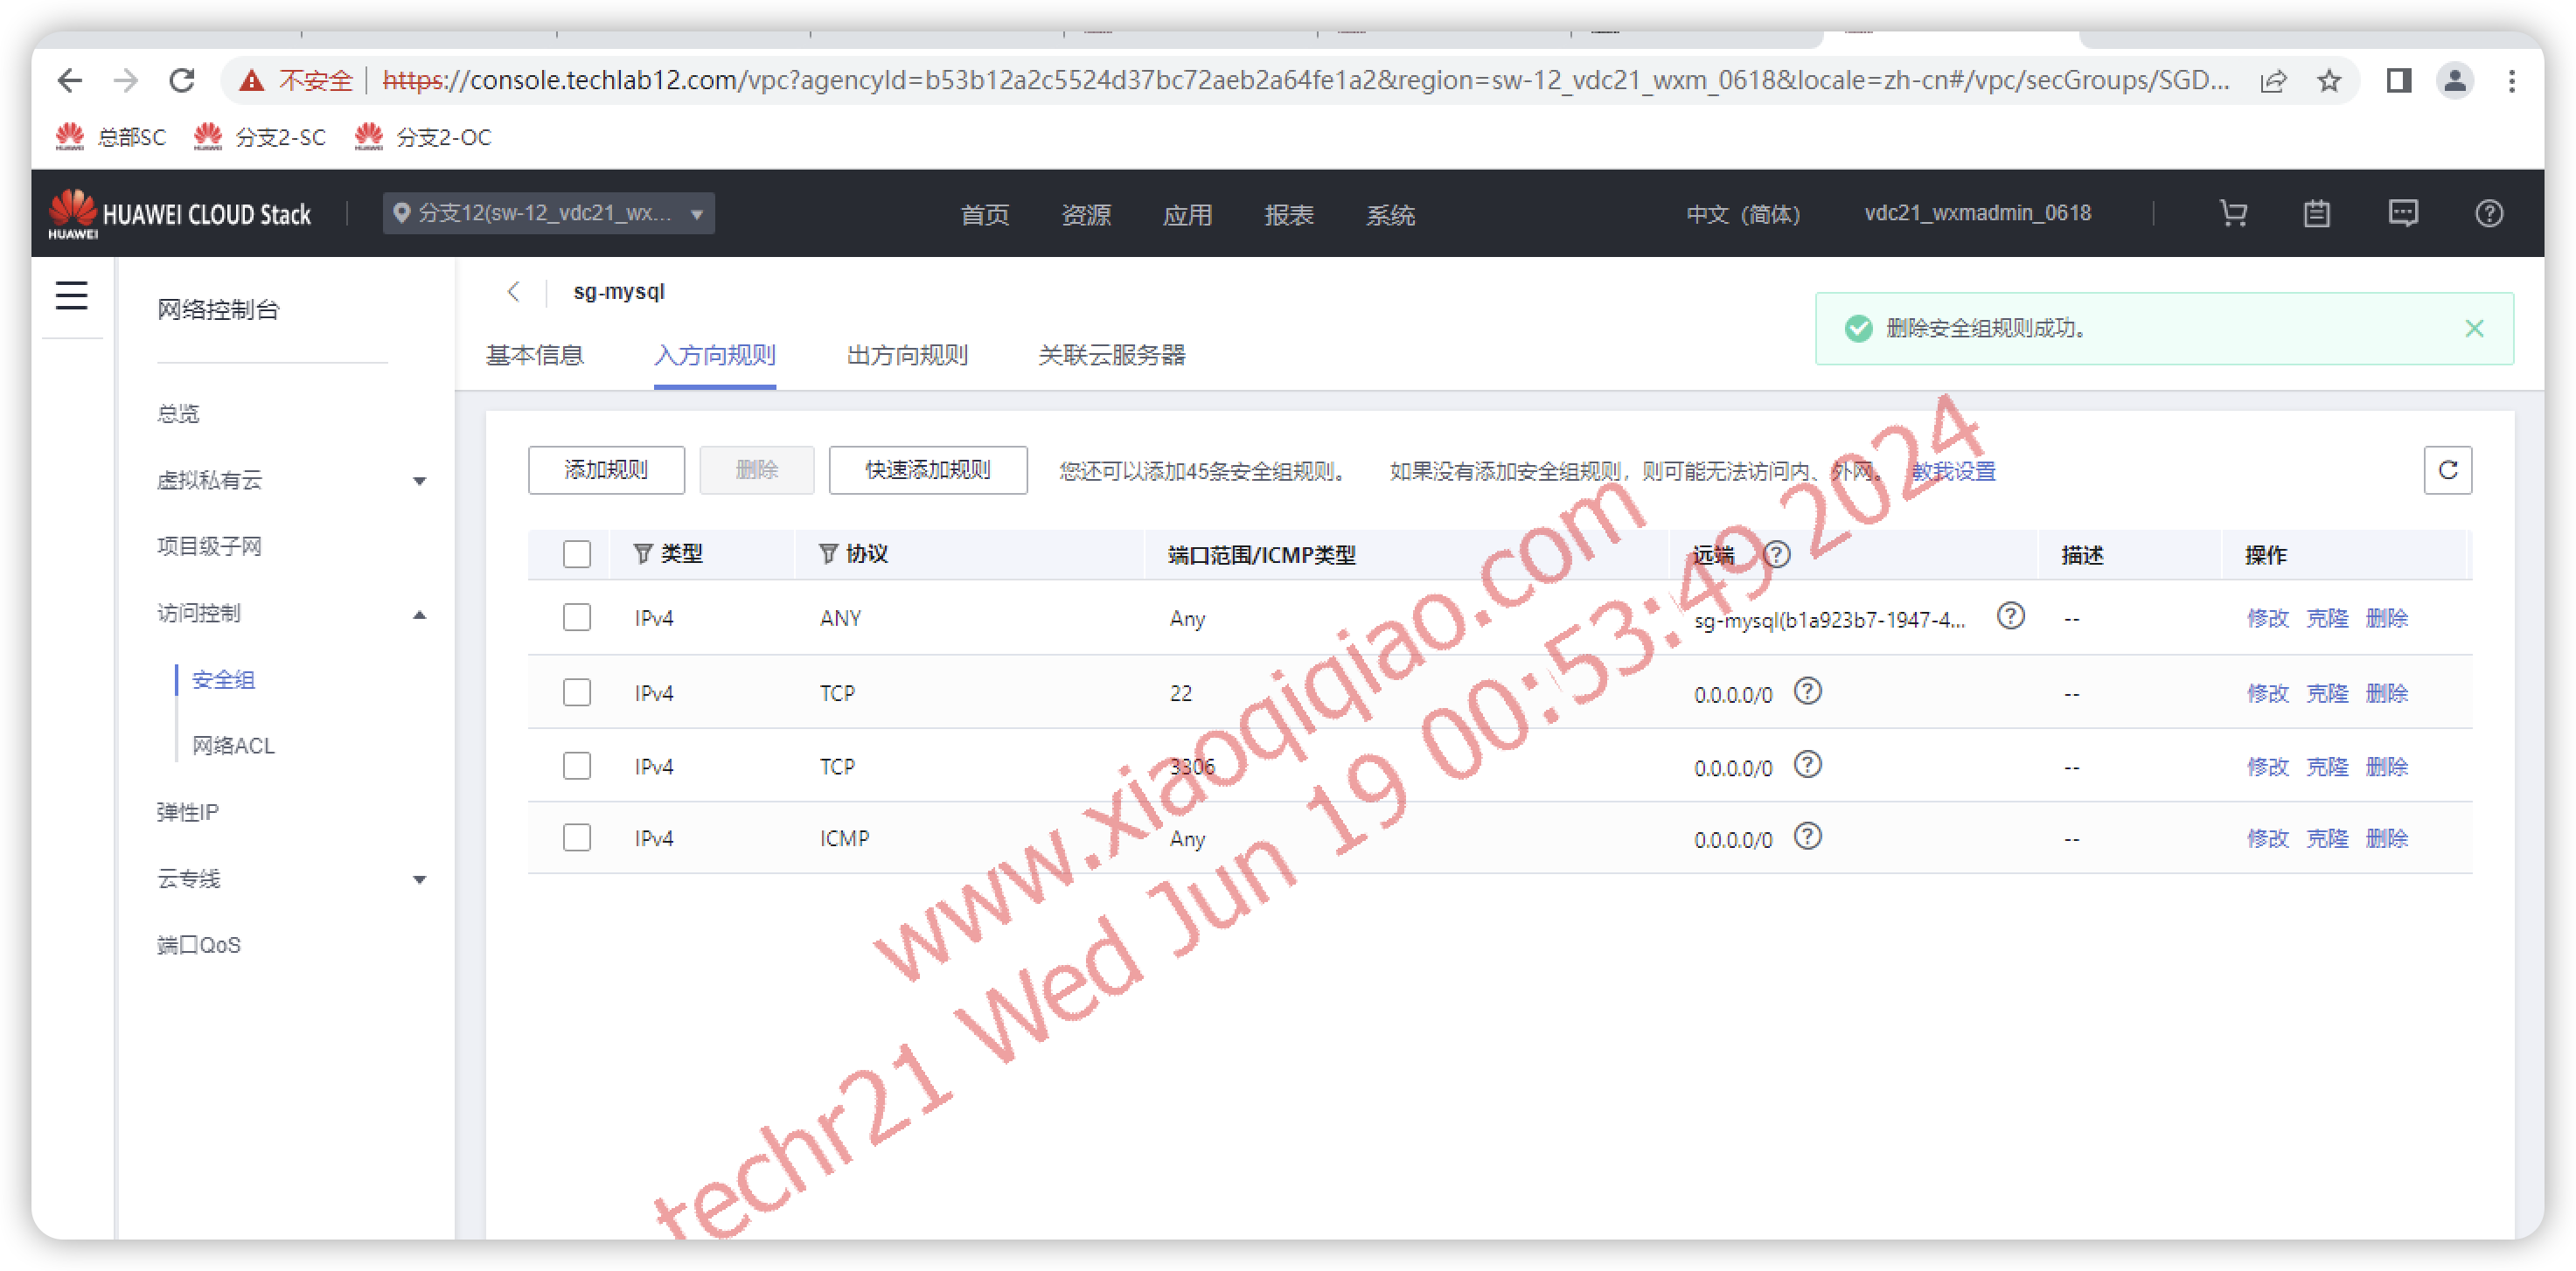 不安全 | https://console.techlab12.com/vpc?agencyId=b53b12a2c5524d37bc72aeb2a64fe1a2&region=sw-12_vdc21_wxm_0618&locale=zh-cn#/vpc/secGroups/SGD...
HUAWEI 总部SC HUAWEI 分支2-SC HUAWEI 分支2-OC
HUAWEI HUAWEI CLOUD Stack 分支12(sw-12_vdc21_wx... 首页 资源 应用 报表 系统 中文（简体） vdc21_wxmadmin_0618
网络控制台
总览
虚拟私有云
项目级子网
访问控制
安全组
网络ACL
弹性IP
云专线
端口QoS
sg-mysql
删除安全组规则成功。
基本信息 入方向规则 出方向规则 关联云服务器
添加规则 删除 快速添加规则 您还可以添加45条安全组规则。 如果没有添加安全组规则，则可能无法访问内、外网。 教我设置
类型 协议 端口范围/ICMP类型 远端 描述 操作
IPv4 ANY Any sg-mysql(b1a923b7-1947-4... -- 修改 克隆 删除
IPv4 TCP 22 0.0.0.0/0 -- 修改 克隆 删除
IPv4 TCP 3306 0.0.0.0/0 -- 修改 克隆 删除
IPv4 ICMP Any 0.0.0.0/0 -- 修改 克隆 删除
www.xiaoqiqiao.com
techr21 Wed Jun 19 00:53:49 2024